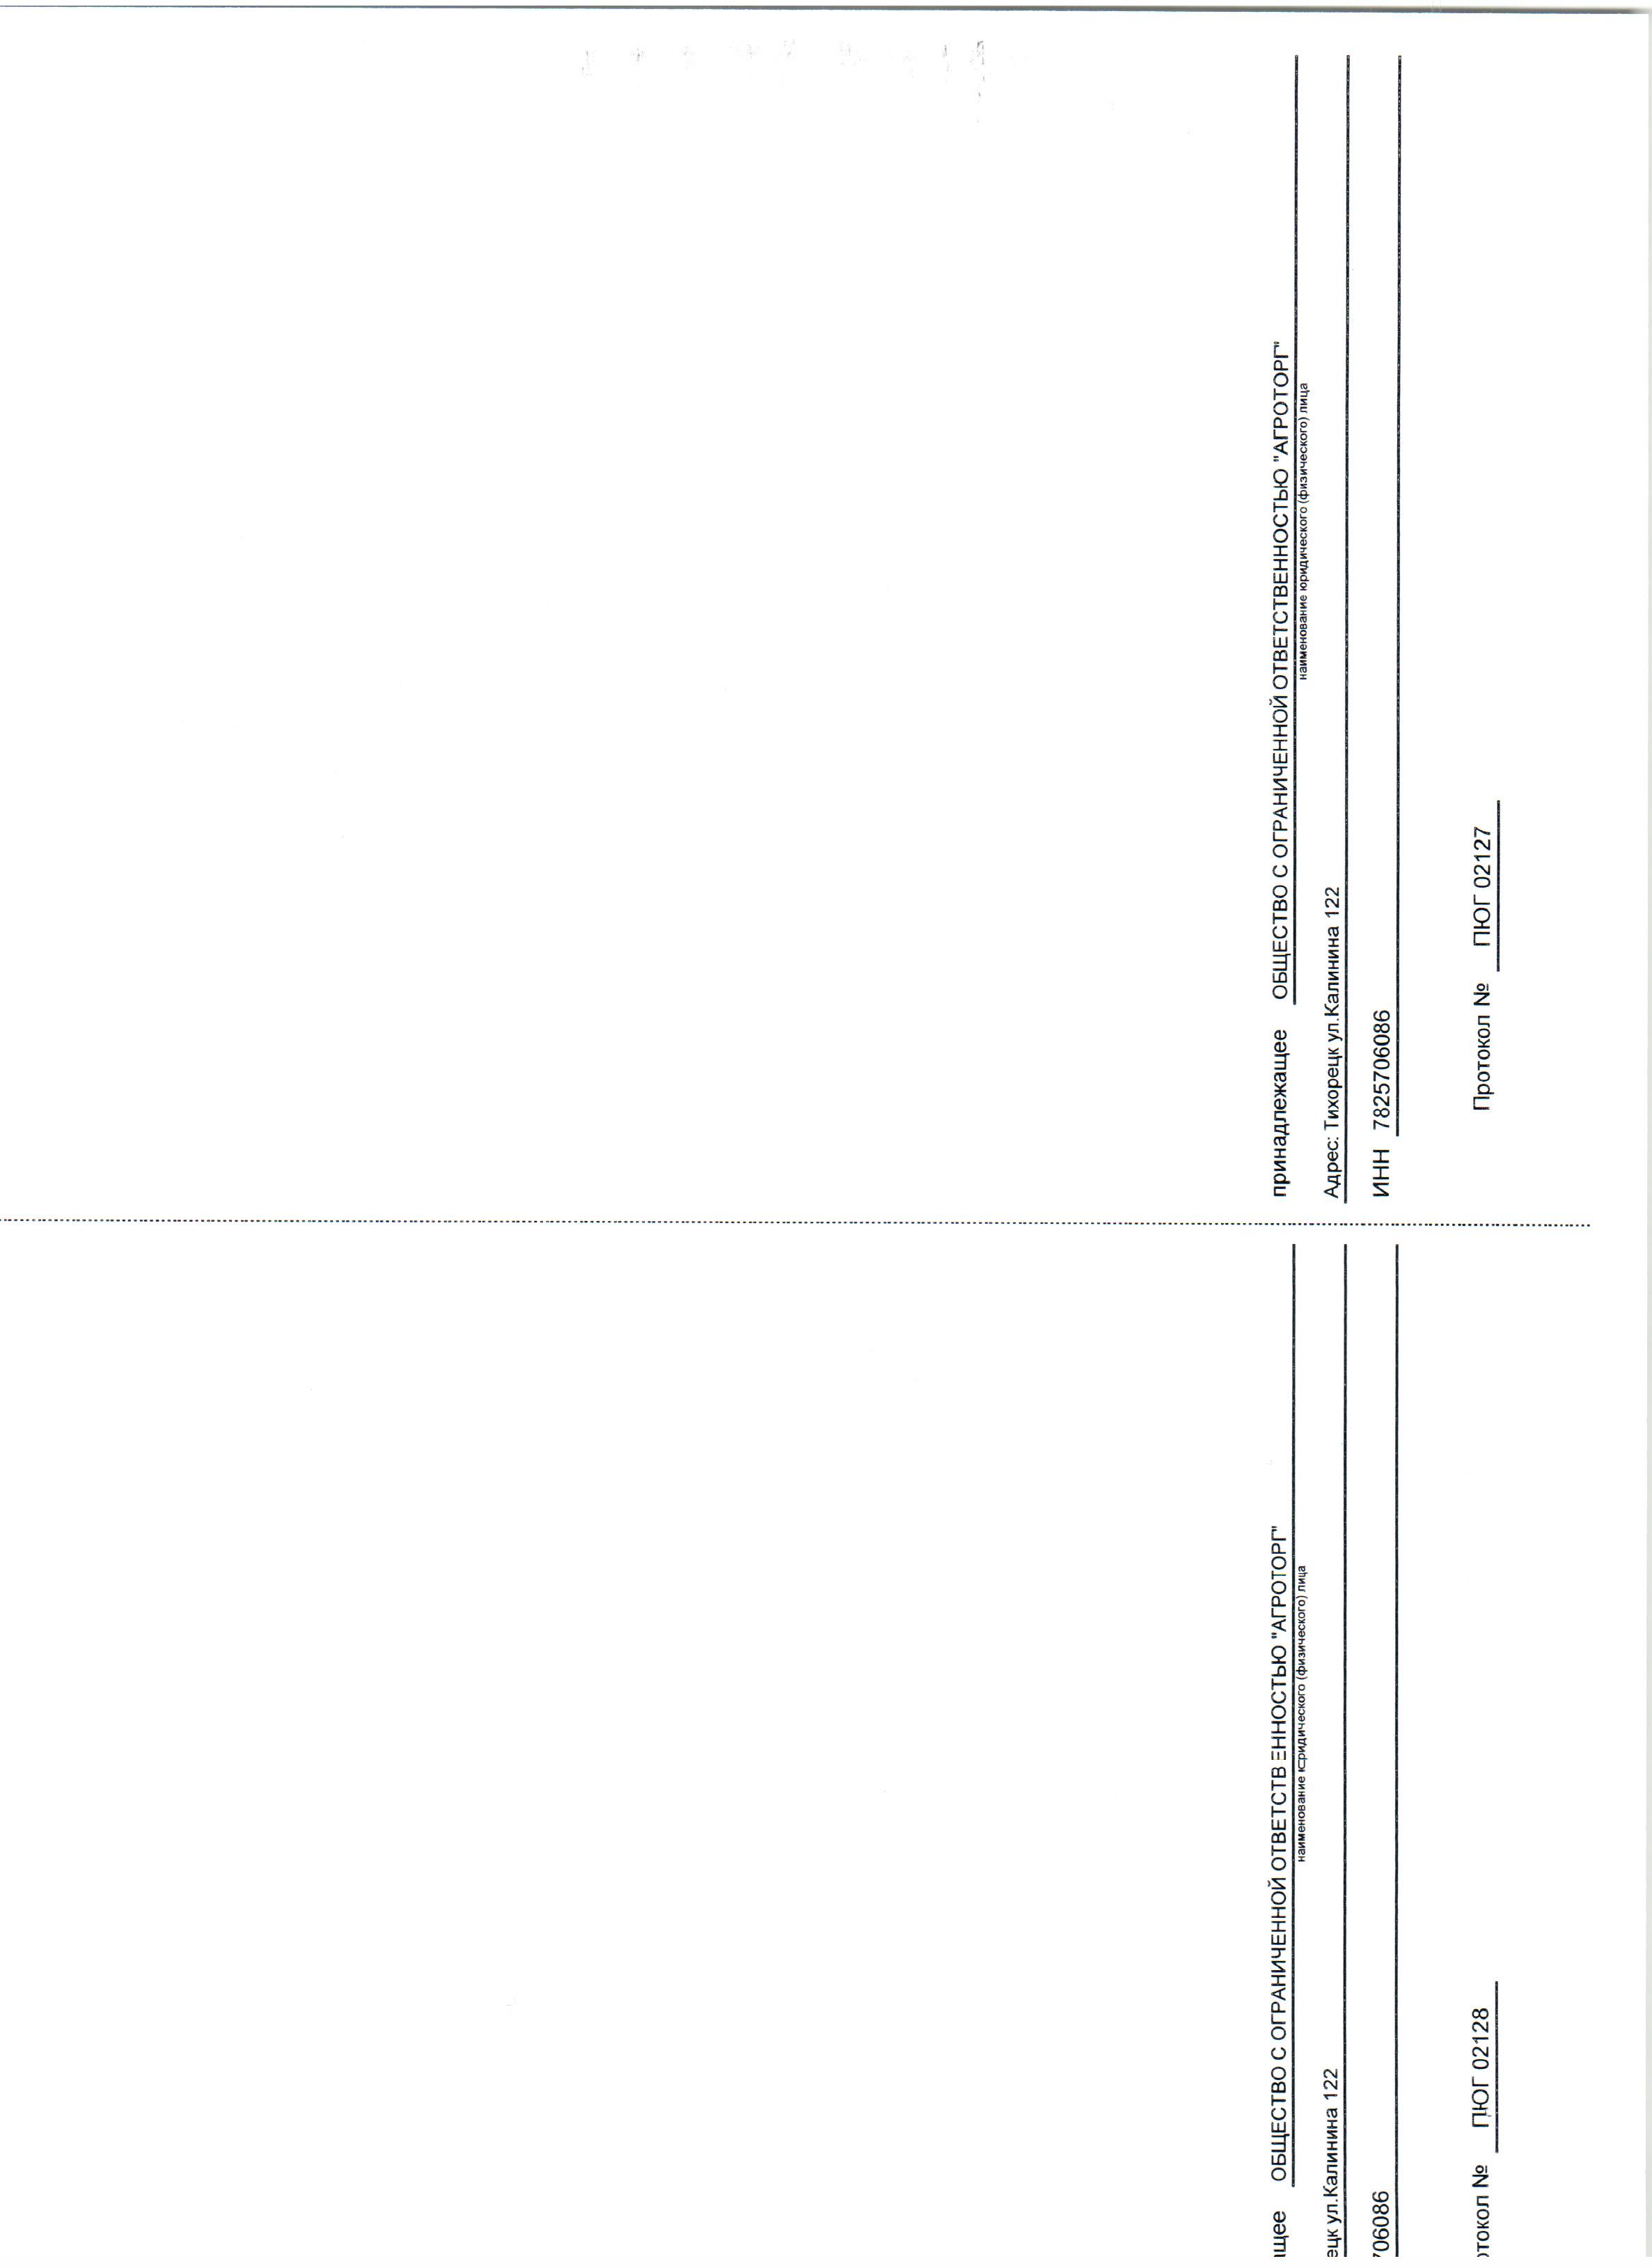 щее ОБЩЕСТВО С ОГРАНИЧЕННОЙ ОТВЕТСТВЕННОСТЬЮ "АГРОТОРГ"
наименование юридического (физического) лица
ецк ул.Калинина 122
706086
токол № ПЮГ 02128
принадлежащее ОБЩЕСТВО С ОГРАНИЧЕННОЙ ОТВЕТСТВЕННОСТЬЮ "АГРОТОРГ"
наименование юридического (физического) лица
Адрес: Тихорецк ул.Калинина 122
ИНН 7825706086
Протокол № ПЮГ 02127